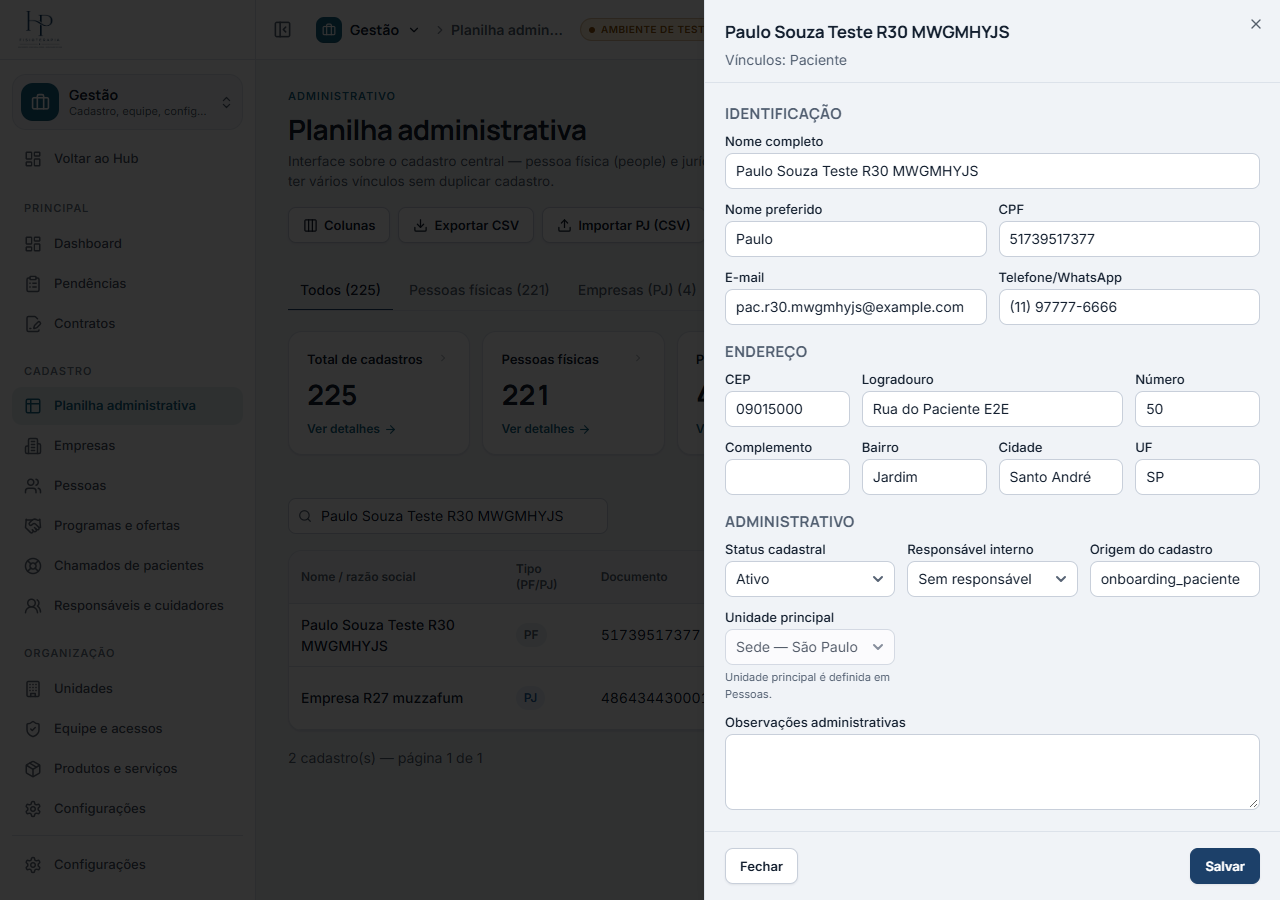 HP
Gestão
Cadastro, equipe, config...
Voltar ao Hub
PRINCIPAL
Dashboard
Pendências
Contratos
CADASTRO
Planilha administrativa
Empresas
Pessoas
Programas e ofertas
Chamados de pacientes
Responsáveis e cuidadores
ORGANIZAÇÃO
Unidades
Equipe e acessos
Produtos e serviços
Configurações
Configurações
Gestão
Planilha admin...
AMBIENTE DE TEST
ADMINISTRATIVO
Planilha administrativa
Interface sobre o cadastro central — pessoa física (people) e
ter vários vínculos sem duplicar cadastro.
Colunas
Exportar CSV
Importar PJ (CSV)
Todos (225)
Pessoas físicas (221)
Empresas (PJ) (4)
Total de cadastros
225
Ver detalhes →
Pessoas físicas
221
Ver detalhes →
Paulo Souza Teste R30 MWGMHYJS
Nome / razão social
Tipo
(PF/PJ)
Documento
Paulo Souza Teste R30
MWGMHYJS
PF
51739517377
Empresa R27 muzzafum
PJ
48643443000
2 cadastro(s) — página 1 de 1
Paulo Souza Teste R30 MWGMHYJS
Vínculos: Paciente
IDENTIFICAÇÃO
Nome completo
Paulo Souza Teste R30 MWGMHYJS
Nome preferido
CPF
Paulo
51739517377
E-mail
Telefone/WhatsApp
pac.r30.mwgmhyjs@example.com
(11) 97777-6666
ENDEREÇO
CEP
Logradouro
Número
09015000
Rua do Paciente E2E
50
Complemento
Bairro
Cidade
UF
Jardim
Santo André
SP
ADMINISTRATIVO
Status cadastral
Responsável interno
Origem do cadastro
Ativo
Sem responsável
onboarding_paciente
Unidade principal
Sede — São Paulo
Unidade principal é definida em
Pessoas.
Observações administrativas
Fechar
Salvar